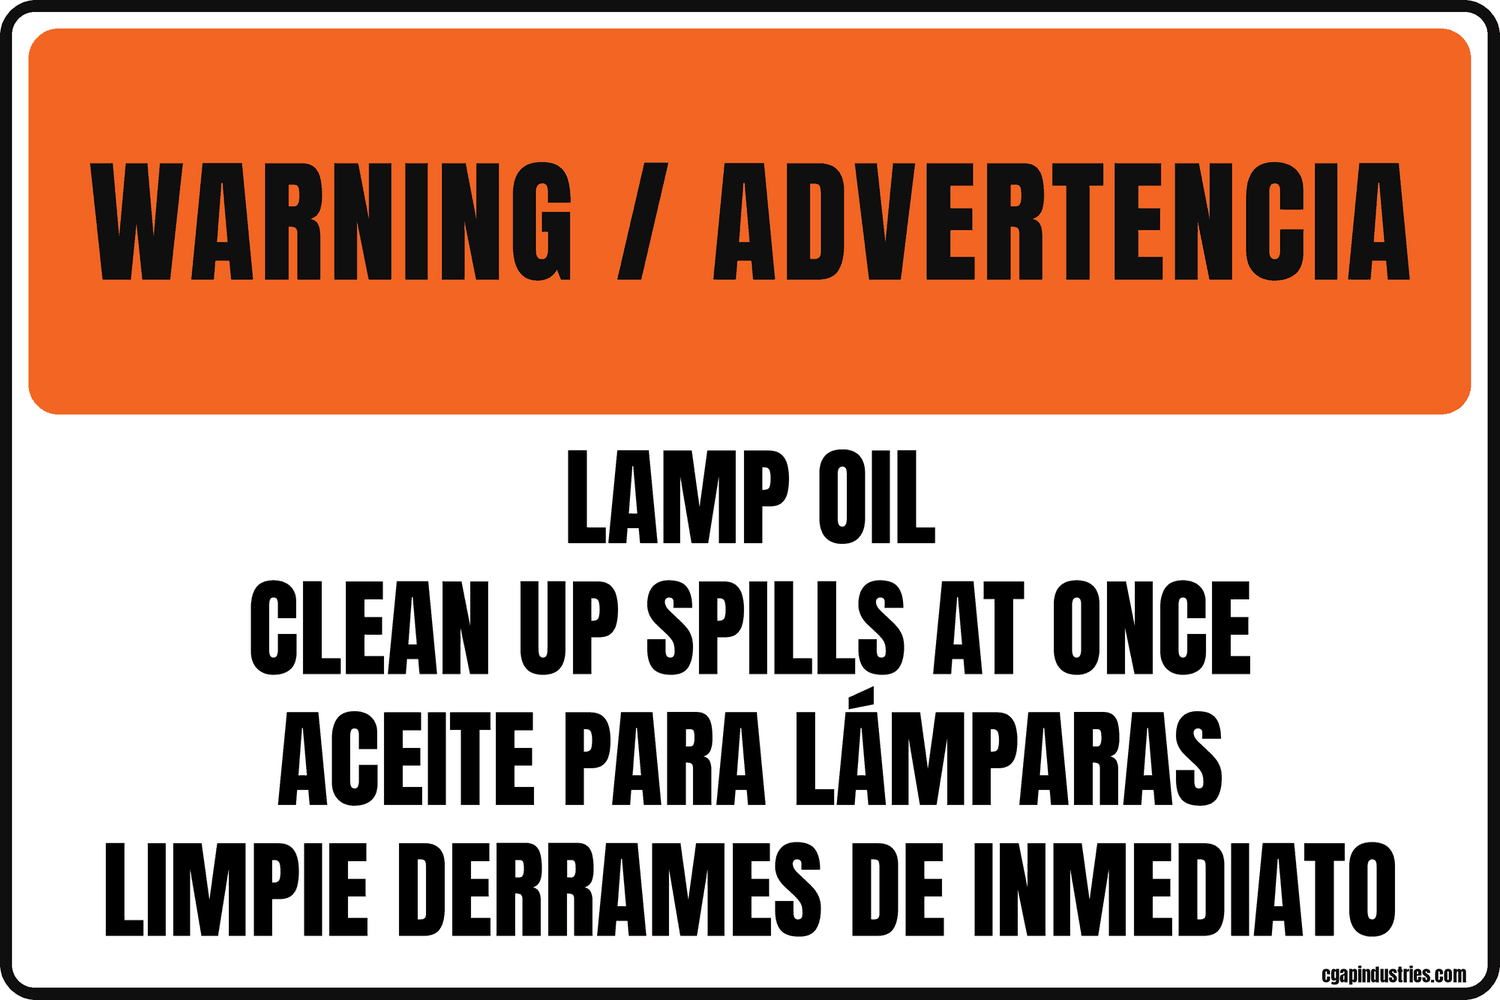 WARNING / ADVERTENCIA
LAMP OIL
CLEAN UP SPILLS AT ONCE
ACEITE PARA LÁMPARAS
LIMPIE DERRAMES DE INMEDIATO
cgapindustries.com